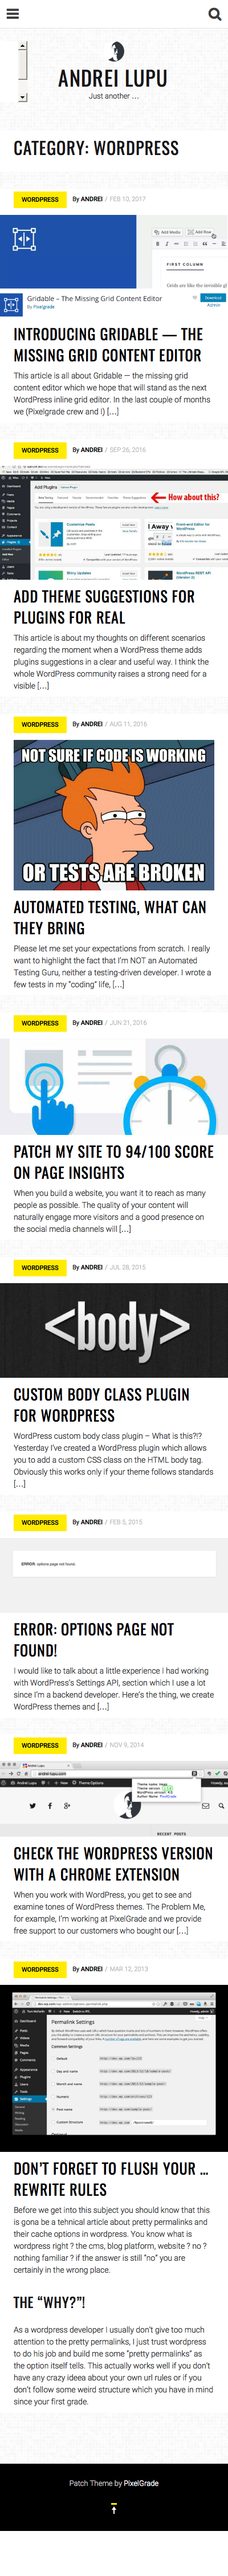 ANDREI LUPU
Just another ...
CATEGORY: WORDPRESS
WORDPRESS By ANDREI / FEB 10, 2017
Add Media
Add Row
FIRST COLUMN
Grids are like the invisible gl
Gridable – The Missing Grid Content Editor
By Pixelgrade
Download
INTRODUCING GRIDABLE — THE
MISSING GRID CONTENT EDITOR
This article is all about Gridable — the missing grid
content editor which we hope that will stand as the next
WordPress inline grid editor. In the last couple of months
we (Pixelgrade crew and I) […]
WORDPRESS By ANDREI / SEP 26, 2016
Add Plugins
How about this?
ADD THEME SUGGESTIONS FOR
PLUGINS FOR REAL
This article is about my thoughts on different scenarios
regarding the moment when a WordPress theme adds
plugins suggestions in a clear and useful way. I think the
whole WordPress community raises a strong need for a
visible […]
WORDPRESS By ANDREI / AUG 11, 2016
NOT SURE IF CODE IS WORKING
OR TESTS ARE BROKEN
AUTOMATED TESTING, WHAT CAN
THEY BRING
Please let me set your expectations from scratch. I really
want to highlight the fact that I'm NOT an Automated
Testing Guru, neither a testing-driven developer. I wrote a
few tests in my "coding" life, […]
WORDPRESS By ANDREI / JUN 21, 2016
PATCH MY SITE TO 94/100 SCORE
ON PAGE INSIGHTS
When you build a website, you want it to reach as many
people as possible. The quality of your content will
naturally engage more visitors and a good presence on
the social media channels will […]
WORDPRESS By ANDREI / JUL 28, 2015
<body>
CUSTOM BODY CLASS PLUGIN
FOR WORDPRESS
WordPress custom body class plugin – What is this?!?
Yesterday I've created a WordPress plugin which allows
you to add a custom CSS class on the HTML body tag.
Obviously this works only if your theme follows standards
[…]
WORDPRESS By ANDREI / FEB 5, 2015
ERROR: options page not found.
ERROR: OPTIONS PAGE NOT
FOUND!
I would like to talk about a little experience I had working
with WordPress's Settings API, section which I use a lot
since I'm a backend developer. Here's the thing, we create
WordPress themes and […]
WORDPRESS By ANDREI / NOV 9, 2014
andrei-lupu.com
Andrei Lupu
Theme Options
RECENT POSTS
CHECK THE WORDPRESS VERSION
WITH A CHROME EXTENSION
When you work with WordPress, you get to see and
examine tones of WordPress themes. The Problem Me,
for example, I'm working at PixelGrade and we provide
free support to our customers who bought our […]
WORDPRESS By ANDREI / MAR 12, 2013
Permalink Settings
Common Settings
DON'T FORGET TO FLUSH YOUR …
REWRITE RULES
Before we get into this subject you should know that this
is gona be a tehnical article about pretty permalinks and
their cache options in wordpress. You know what is
wordpress right ? the cms, blog platform, website ? no ?
nothing familiar ? if the answer is still "no" you are
certainly in the wrong place.
THE "WHY?"!
As a wordpress developer I usually don't give too much
attention to the pretty permalinks, I just trust wordpress
to do his job and build me some "pretty permalinks" as
the option itself tells. This actually works well if you don't
have any crazy ideea about your own url rules or if you
don't follow some weird structure which you have in mind
since your first grade.
Patch Theme by PixelGrade